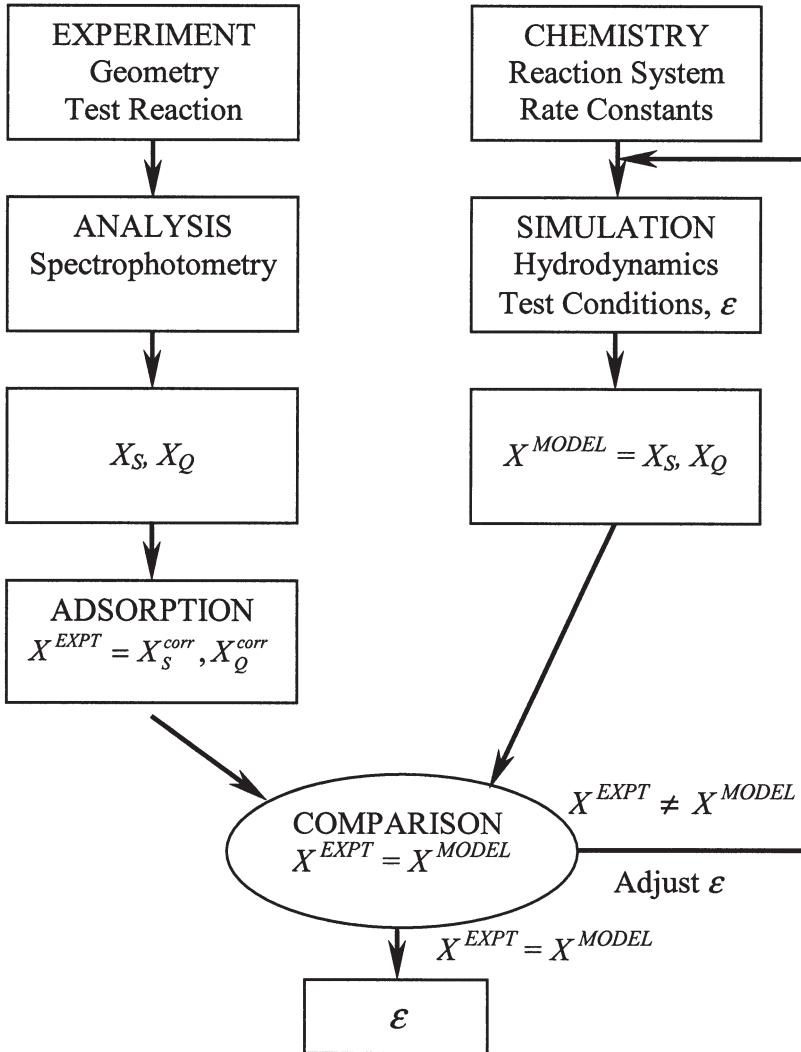 EXPERIMENT
Geometry
Test Reaction
ANALYSIS
Spectrophotometry
X_S, X_Q
ADSORPTION
X^{EXPT} = X_S^{corr}, X_Q^{corr}
CHEMISTRY
Reaction System
Rate Constants
SIMULATION
Hydrodynamics
Test Conditions, ε
X^{MODEL} = X_S, X_Q
COMPARISON
X^{EXPT} = X^{MODEL}
X^{EXPT} ≠ X^{MODEL}
Adjust ε
X^{EXPT} = X^{MODEL}
ε